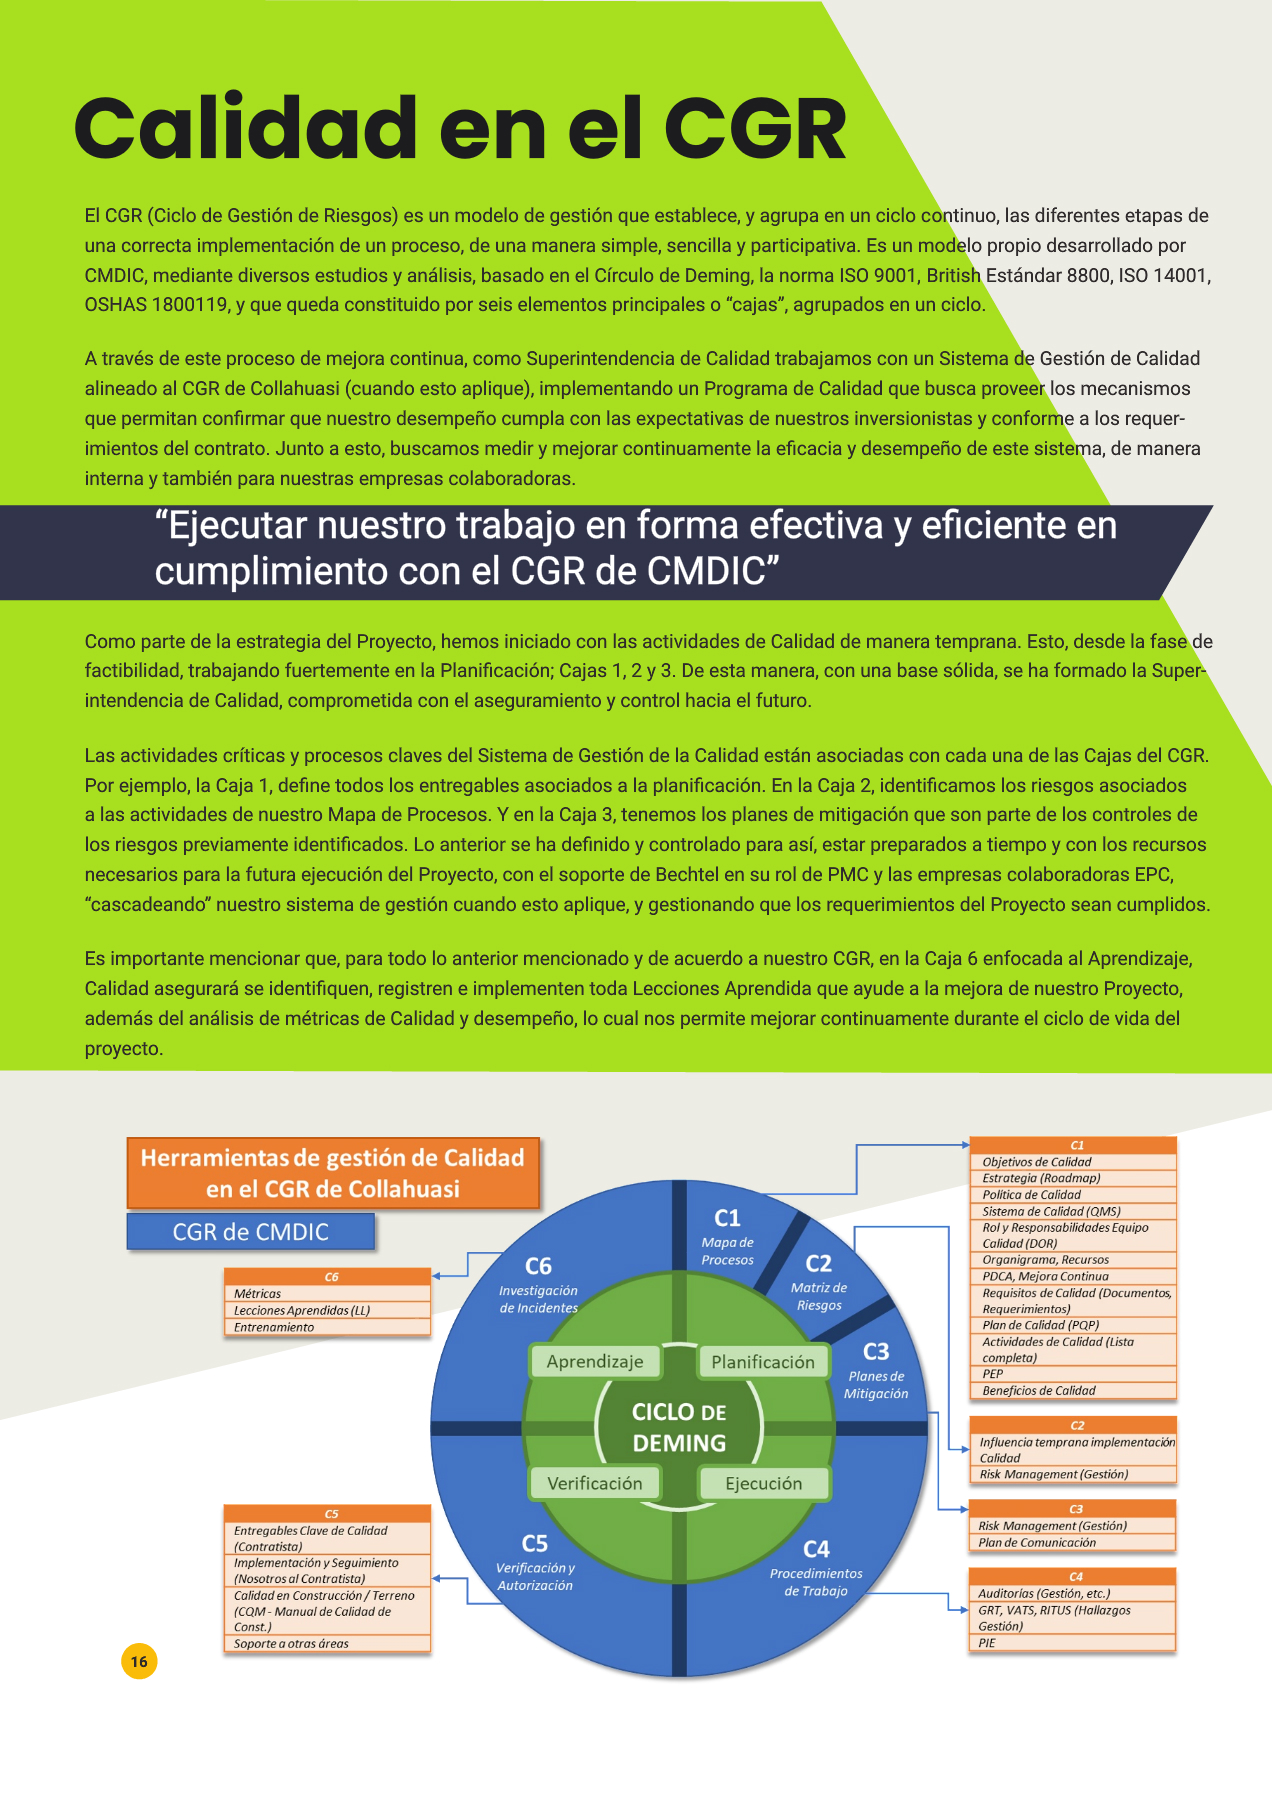 Calidad en el CGR
El CGR (Ciclo de Gestión de Riesgos) es un modelo de gestión que establece, y agrupa en un ciclo continuo, las diferentes etapas de
una correcta implementación de un proceso, de una manera simple, sencilla y participativa. Es un modelo propio desarrollado por
CMDIC, mediante diversos estudios y análisis, basado en el Círculo de Deming, la norma ISO 9001, British Estándar 8800, ISO 14001,
OSHAS 1800119, y que queda constituido por seis elementos principales o “cajas”, agrupados en un ciclo.
A través de este proceso de mejora continua, como Superintendencia de Calidad trabajamos con un Sistema de Gestión de Calidad
alineado al CGR de Collahuasi (cuando esto aplique), implementando un Programa de Calidad que busca proveer los mecanismos
que permitan confirmar que nuestro desempeño cumpla con las expectativas de nuestros inversionistas y conforme a los requer-
imientos del contrato. Junto a esto, buscamos medir y mejorar continuamente la eficacia y desempeño de este sistema, de manera
interna y también para nuestras empresas colaboradoras.
“Ejecutar nuestro trabajo en forma efectiva y eficiente en
cumplimiento con el CGR de CMDIC”
Como parte de la estrategia del Proyecto, hemos iniciado con las actividades de Calidad de manera temprana. Esto, desde la fase de
factibilidad, trabajando fuertemente en la Planificación; Cajas 1, 2 y 3. De esta manera, con una base sólida, se ha formado la Super-
intendencia de Calidad, comprometida con el aseguramiento y control hacia el futuro.
Las actividades críticas y procesos claves del Sistema de Gestión de la Calidad están asociadas con cada una de las Cajas del CGR.
Por ejemplo, la Caja 1, define todos los entregables asociados a la planificación. En la Caja 2, identificamos los riesgos asociados
a las actividades de nuestro Mapa de Procesos. Y en la Caja 3, tenemos los planes de mitigación que son parte de los controles de
los riesgos previamente identificados. Lo anterior se ha definido y controlado para así, estar preparados a tiempo y con los recursos
necesarios para la futura ejecución del Proyecto, con el soporte de Bechtel en su rol de PMC y las empresas colaboradoras EPC,
“cascadeando” nuestro sistema de gestión cuando esto aplique, y gestionando que los requerimientos del Proyecto sean cumplidos.
Es importante mencionar que, para todo lo anterior mencionado y de acuerdo a nuestro CGR, en la Caja 6 enfocada al Aprendizaje,
Calidad asegurará se identifiquen, registren e implementen toda Lecciones Aprendida que ayude a la mejora de nuestro Proyecto,
además del análisis de métricas de Calidad y desempeño, lo cual nos permite mejorar continuamente durante el ciclo de vida del
proyecto.
Herramientas de gestión de Calidad
en el CGR de Collahuasi
CGR de CMDIC
C6
Métricas
Lecciones Aprendidas (LL)
Entrenamiento
C5
Entregables Clave de Calidad
(Contratista)
Implementación y Seguimiento
(Nosotros al Contratista)
Calidad en Construcción / Terreno
(CQM - Manual de Calidad de
Const.)
Soporte a otras áreas
C6
Investigación
de Incidentes
C1
Mapa de
Procesos
C2
Matriz de
Riesgos
C3
Planes de
Mitigación
Aprendizaje
Planificación
CICLO DE
DEMING
Verificación
Ejecución
C5
Verificación y
Autorización
C4
Procedimientos
de Trabajo
C1
Objetivos de Calidad
Estrategia (Roadmap)
Política de Calidad
Sistema de Calidad (QMS)
Rol y Responsabilidades Equipo
Calidad (DOR)
Organigrama, Recursos
PDCA, Mejora Continua
Requisitos de Calidad (Documentos,
Requerimientos)
Plan de Calidad (PQP)
Actividades de Calidad (Lista
completa)
PEP
Beneficios de Calidad
C2
Influencia temprana implementación
Calidad
Risk Management (Gestión)
C3
Risk Management (Gestión)
Plan de Comunicación
C4
Auditorías (Gestión, etc.)
GRT, VATS, RITUS (Hallazgos
Gestión)
PIE
16